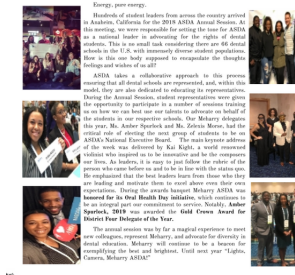 Energy, pure energy.
Hundreds of student leaders from across the country arrived
in Anaheim, California for the 2018 ASDA Annual Session. At
this meeting, we were responsible for setting the tone for ASDA
as a national leader in advocating for the rights of dental
students. This is no small task considering there are 66 dental
schools in the U.S. with immensely diverse student populations.
How is this one body supposed to encapsulate the thoughts
feelings and wishes of us all?
ASDA takes a collaborative approach to this process
ensuring that all dental schools are represented, and, within this
model, they are also dedicated to educating its representatives.
During the Annual Session, student representatives were given
the opportunity to participate in a number of sessions training
us on how we can best use our talents to advocate on behalf of
the students in our respective schools. Our Meharry delegates
this year, Ms. Amber Spurlock and Ms. Morse, had the
critical role of electing the next group of students to be on
ASDA's National Executive Board. The main keynote address
of the week was delivered by Kai Kight, a world renowned
violinist who inspired us to be innovative and be the composers
our lives. As leaders, it is easy to just follow the rubric of the
person who came before us and to be in line with the status quo.
He emphasized that the best leaders learn from those who they
are leading and motivate them to excel above even their own
expectations. During the awards banquet Meharry ASDA was
honored for its Oral Health Day initiative, which continues to
be an integral part our commitment to service. Notably, Amber
Spurlock, 2019 was awarded the Gold Crown Award for
District Four Delegate of the Year.
The annual session was by far a magical experience to meet
new colleagues, represent Meharry, and advocate for diversity in
dental education. Meharry will continue to be a beacon for
exemplifying the best and brightest. Until next year "Lights,
Camera, Meharry ASDA!"